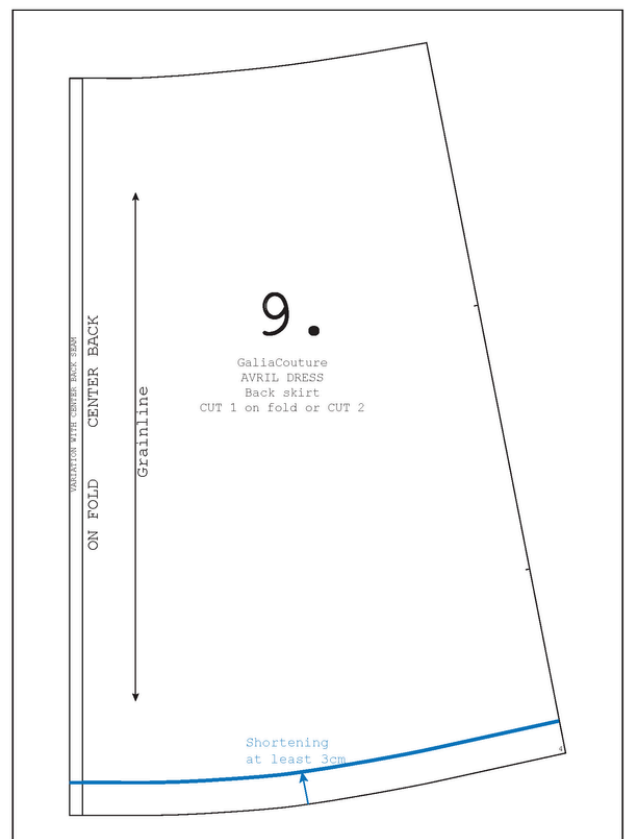 VARIATION WITH CENTER BACK SEAM
ON FOLD CENTER BACK
Grainline
9.
GaliaCouture
AVRIL DRESS
Back skirt
CUT 1 on fold or CUT 2
Shortening
at least 3cm
4